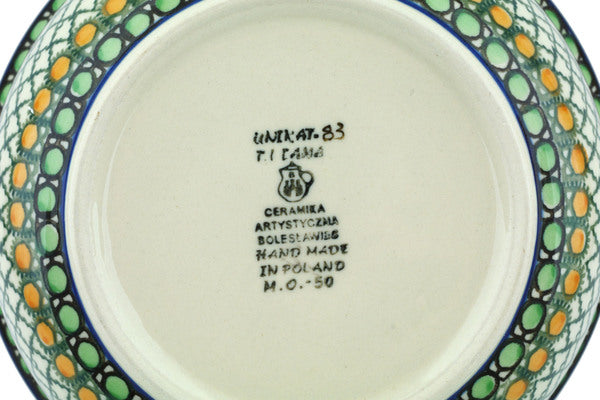 UNIKAT-83
CERAMIKA
ARTYSTYCZNA
BOLESŁAWIEC
HAND MADE
IN POLAND
M.O.-50